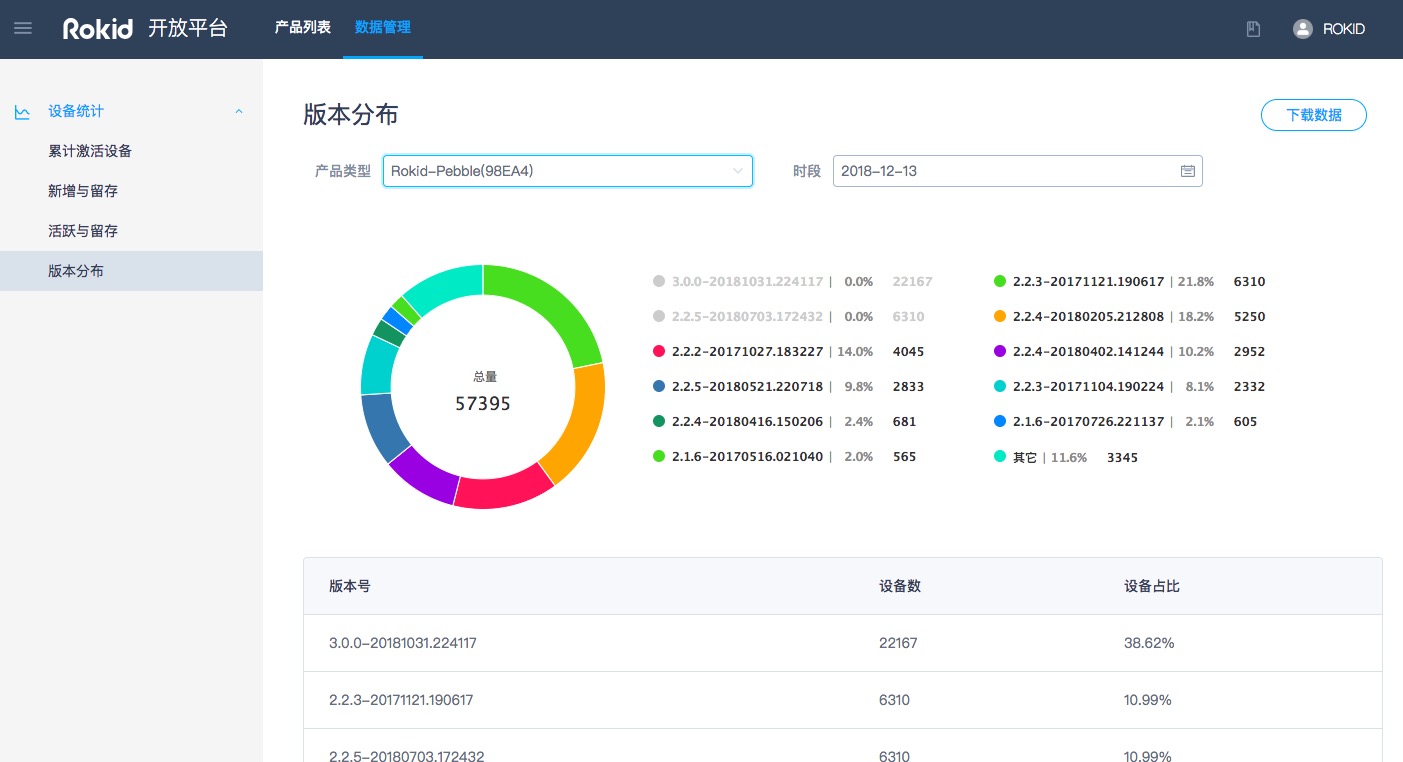 Rokid 开放平台 产品列表 数据管理 ROKID
设备统计
累计激活设备
新增与留存
活跃与留存
版本分布
版本分布 下载数据
产品类型 Rokid-Pebble(98EA4) 时段 2018-12-13
总量
57395
3.0.0-20181031.224117 | 0.0% 22167
2.2.3-20171121.190617 | 21.8% 6310
2.2.5-20180703.172432 | 0.0% 6310
2.2.4-20180205.212808 | 18.2% 5250
2.2.2-20171027.183227 | 14.0% 4045
2.2.4-20180402.141244 | 10.2% 2952
2.2.5-20180521.220718 | 9.8% 2833
2.2.3-20171104.190224 | 8.1% 2332
2.2.4-20180416.150206 | 2.4% 681
2.1.6-20170726.221137 | 2.1% 605
2.1.6-20170516.021040 | 2.0% 565
其它 | 11.6% 3345
版本号 设备数 设备占比
3.0.0-20181031.224117 22167 38.62%
2.2.3-20171121.190617 6310 10.99%
2.2.5-20180703.172432 6310 10.99%